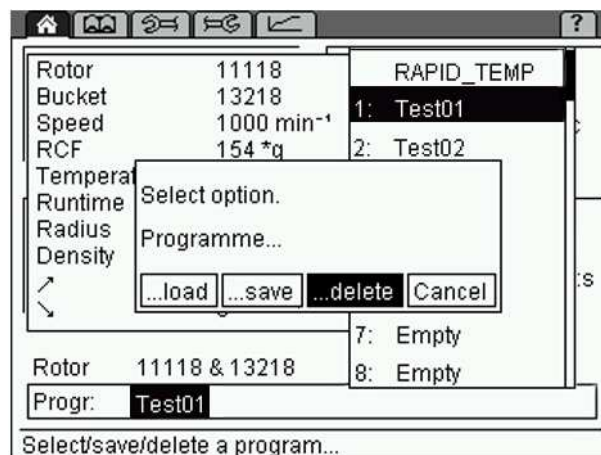 ?
Rotor 11118
Bucket 13218
Speed 1000 min⁻¹
RCF 154 *g
Temperat
Runtime
Radius
Density
RAPID_TEMP
1: Test01
2: Test02
Select option.
Programme...
...load ...save ...delete Cancel
:s
7: Empty
8: Empty
Rotor 11118 & 13218
Progr: Test01
Select/save/delete a program...